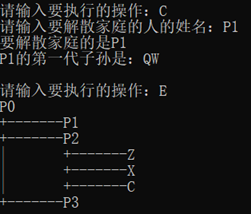 请输入要执行的操作：C
请输入要解散家庭的人的姓名：P1
要解散家庭的是P1
P1的第一代子孙是：QW
请输入要执行的操作：E
P0
+-------P1
+-------P2
|       +-------Z
|       +-------X
|       +-------C
+-------P3